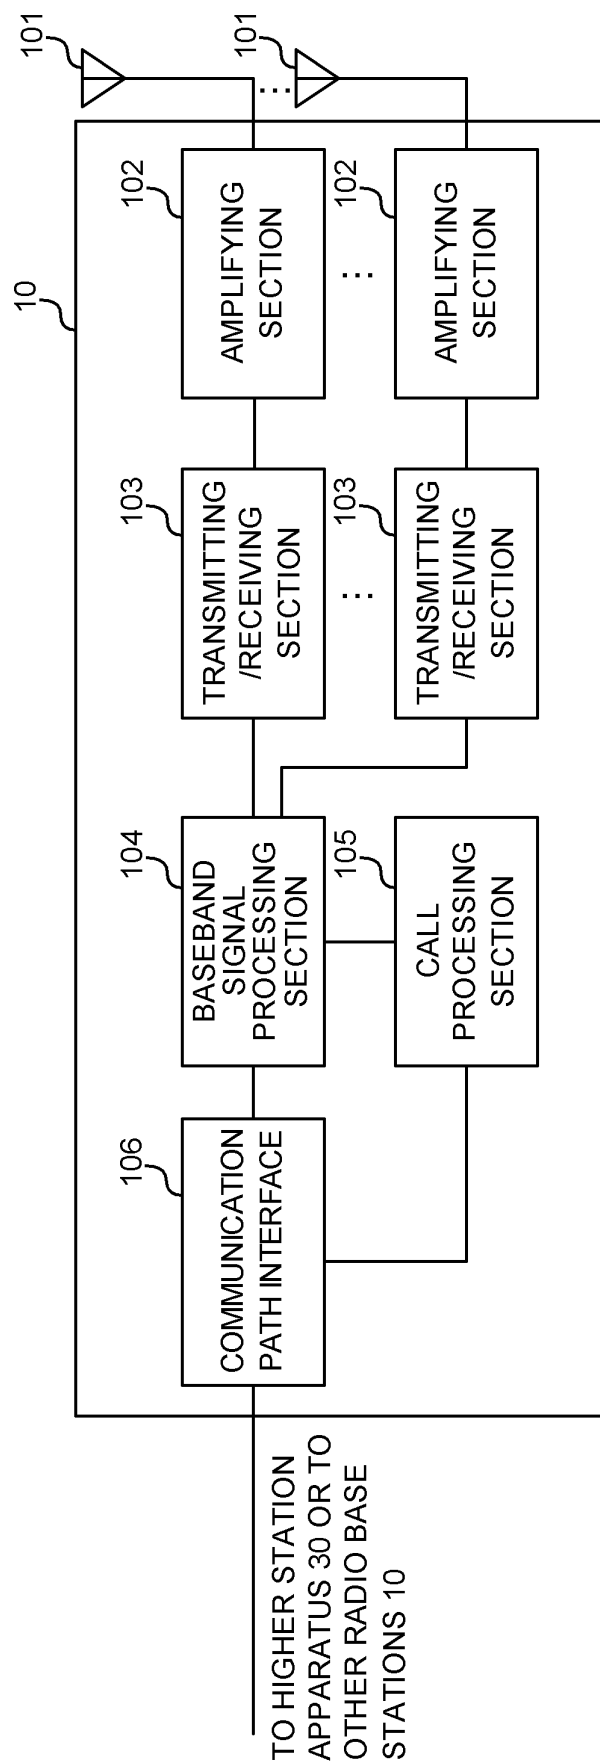 10
101
101
102
AMPLIFYING
SECTION
102
AMPLIFYING
SECTION
...
...
...
103
TRANSMITTING
/RECEIVING
SECTION
103
TRANSMITTING
/RECEIVING
SECTION
104
BASEBAND
SIGNAL
PROCESSING
SECTION
105
CALL
PROCESSING
SECTION
106
COMMUNICATION
PATH INTERFACE
TO HIGHER STATION
APPARATUS 30 OR TO
OTHER RADIO BASE
STATIONS 10